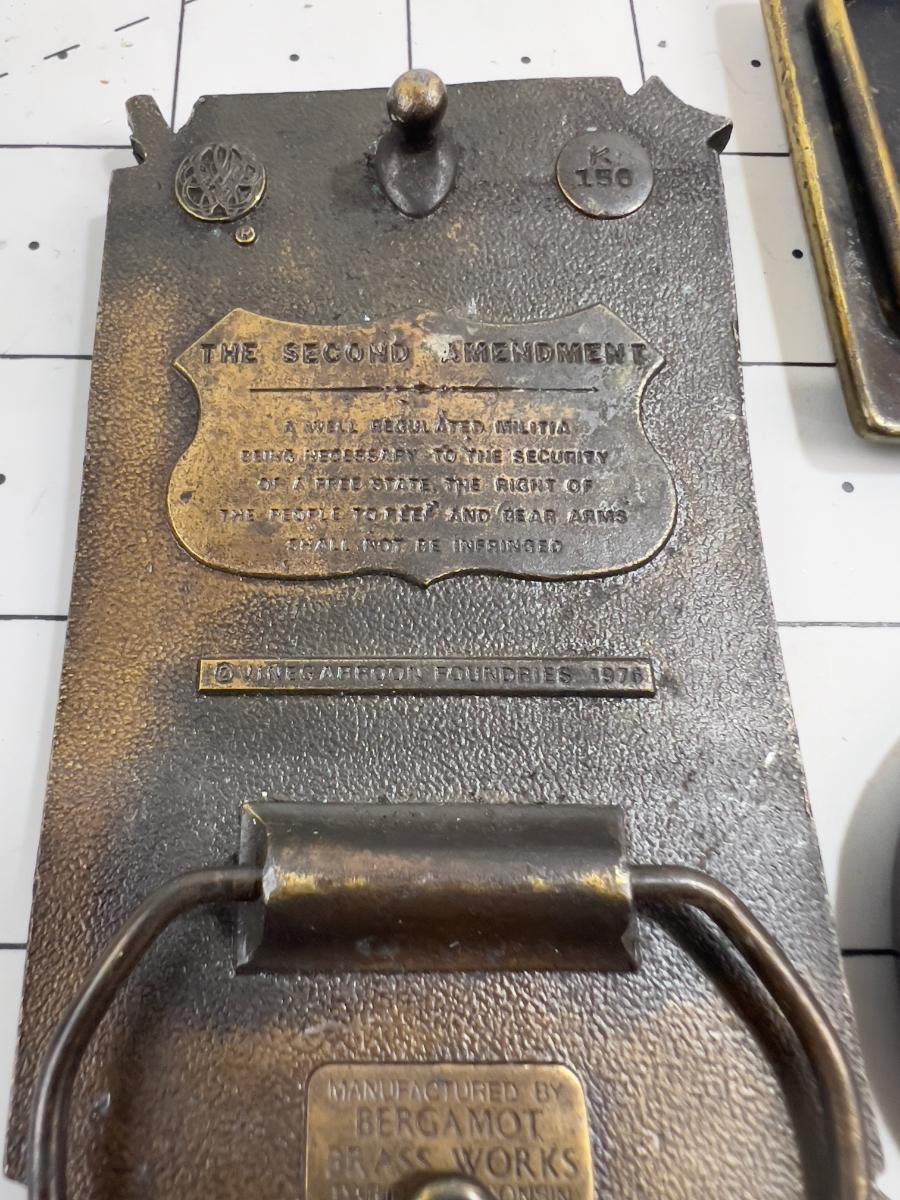 K
156
®
THE SECOND AMENDMENT
A WELL REGULATED MILITIA
BEING NECESSARY TO THE SECURITY
OF A FREE STATE, THE RIGHT OF
THE PEOPLE TO KEEP AND BEAR ARMS
SHALL NOT BE INFRINGED
© VINEGARROON FOUNDRIES 1976
MANUFACTURED BY
BERGAMOT
BRASS WORKS